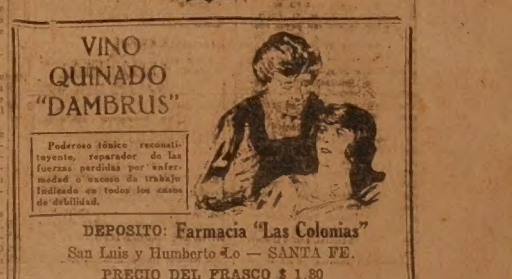 VINO
QUINADO
"DAMBRUS"
Poderoso tónico reconsti-
tuyente, reparador de las
fuerzas perdidas por enfer-
medad o exceso de trabajo
Indicado en todos los casos
de debilidad.
DEPOSITO: Farmacia "Las Colonias"
San Luis y Humberto Io — SANTA FE.
PRECIO DEL FRASCO $ 1.80